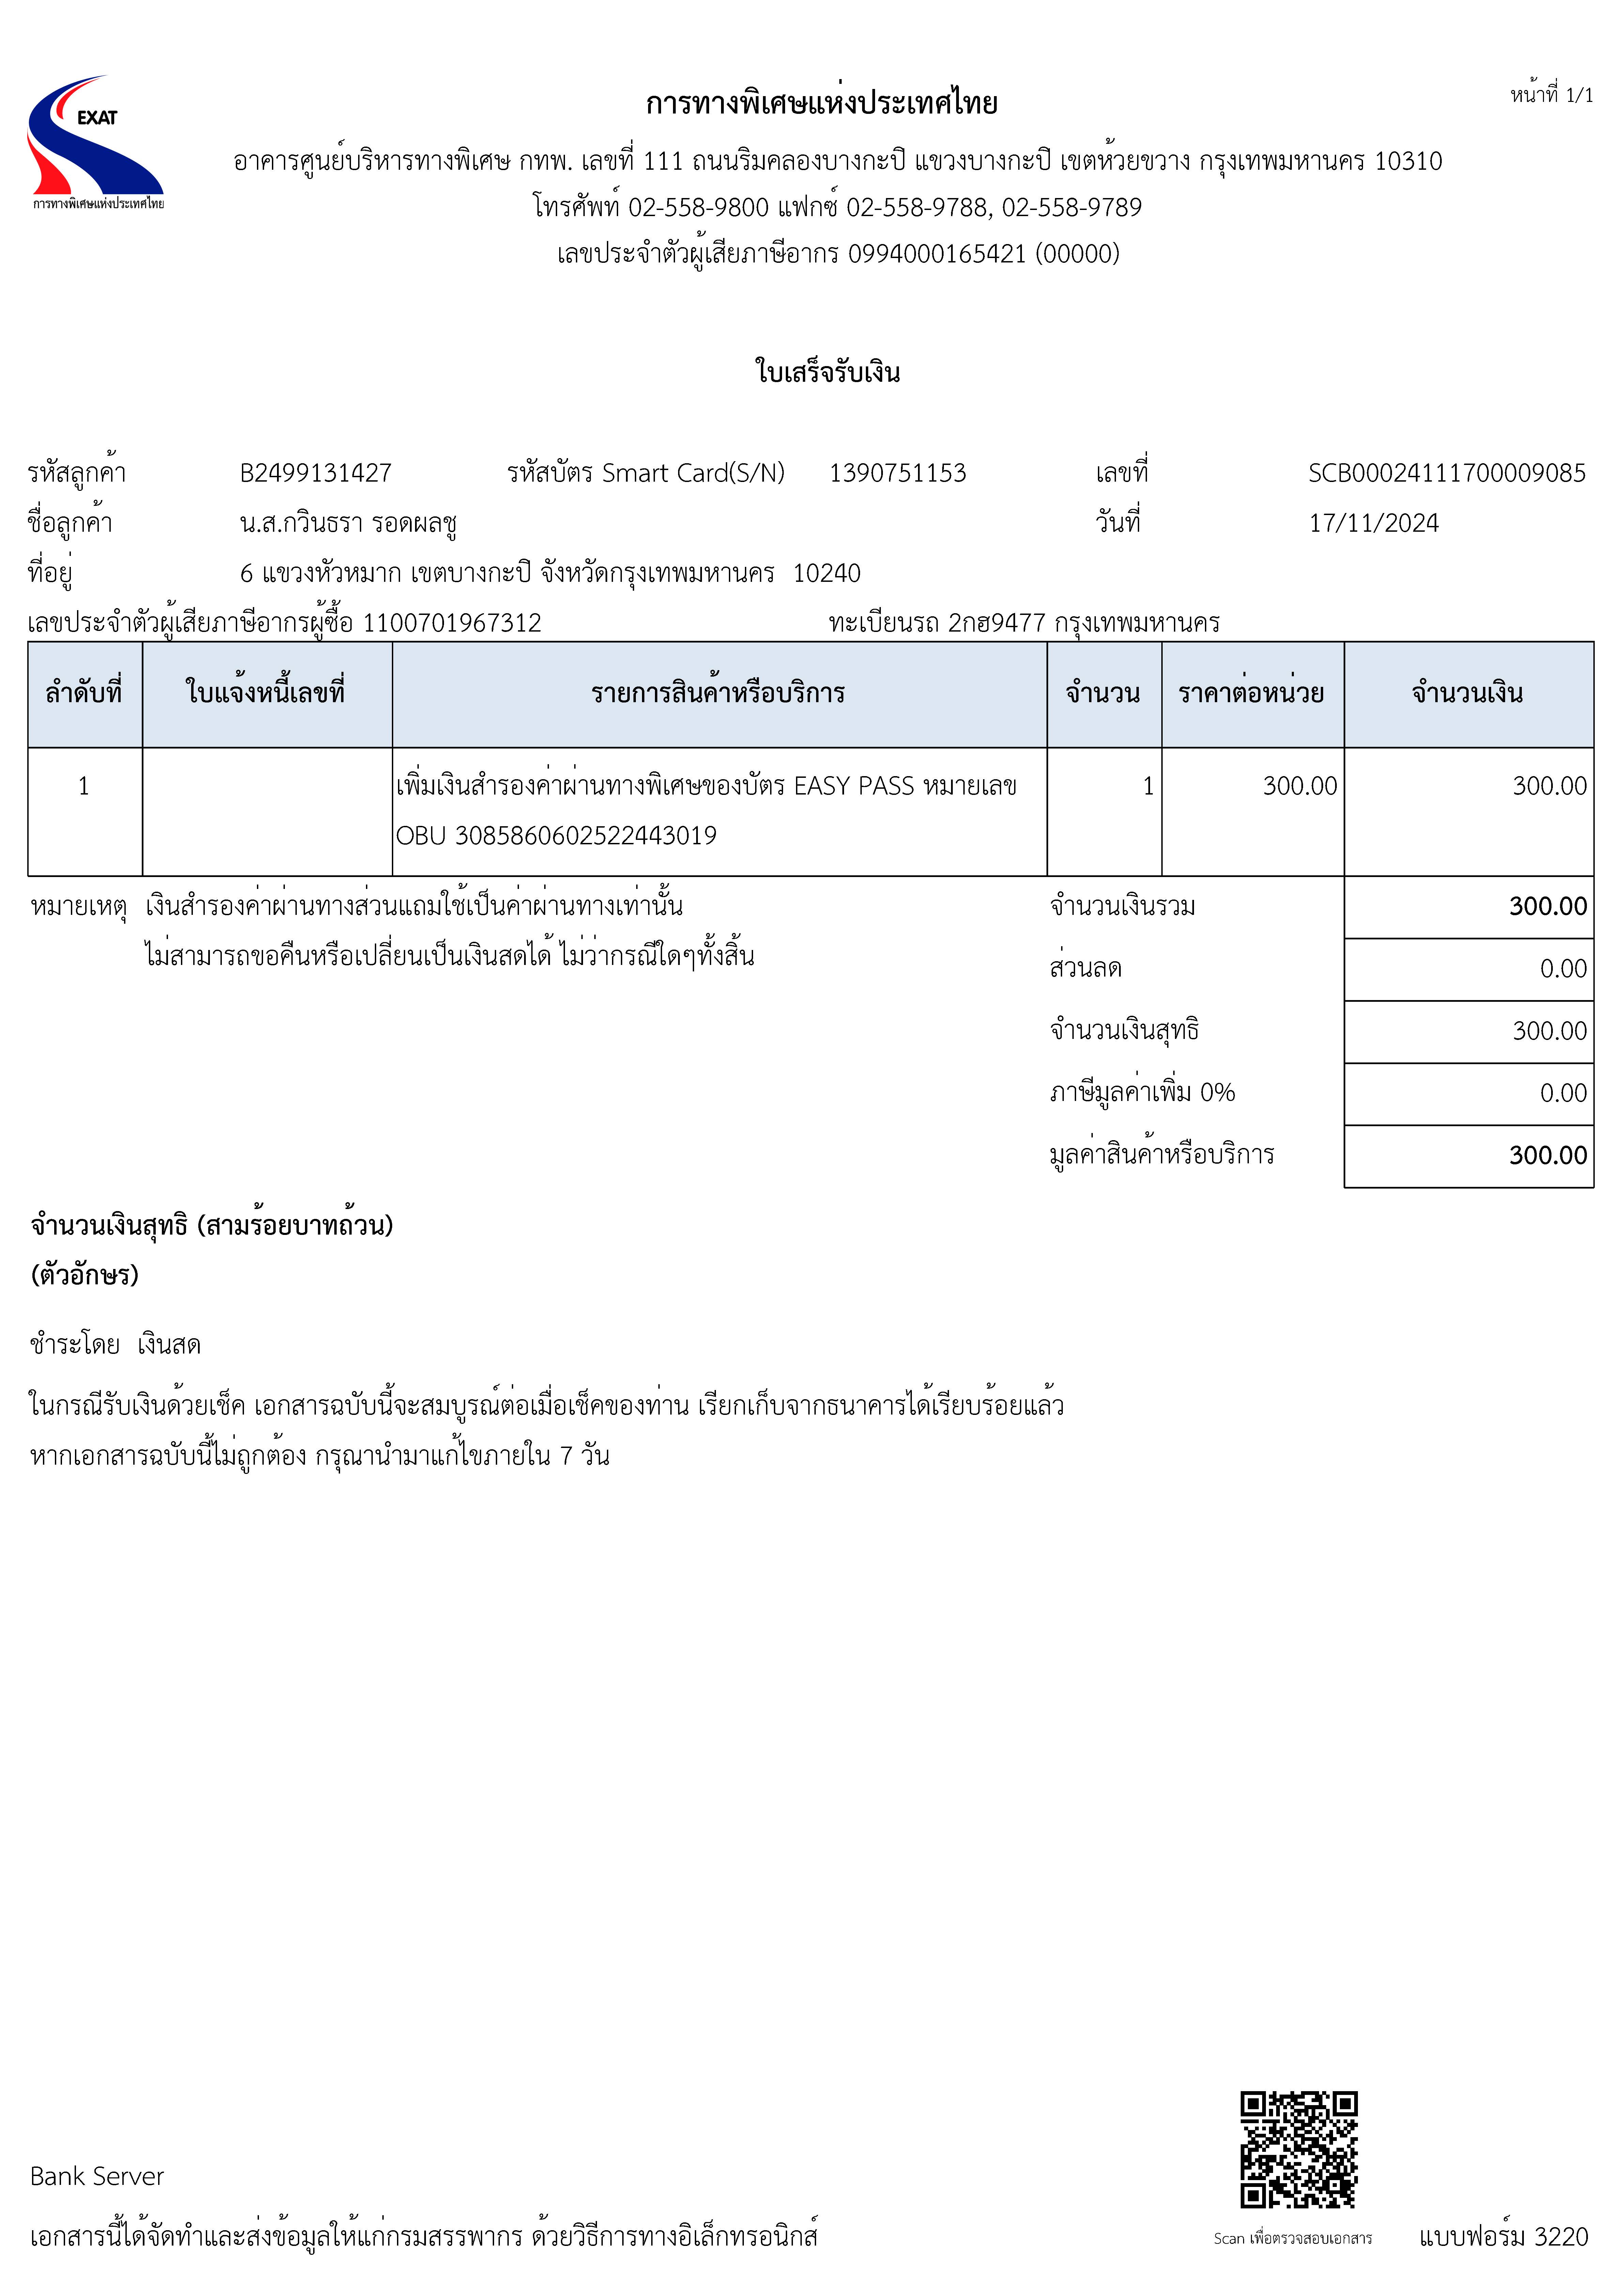 EXAT
การทางพิเศษแห่งประเทศไทย
การทางพิเศษแห่งประเทศไทย
หน้าที่ 1/1
อาคารศูนย์บริหารทางพิเศษ กทพ. เลขที่ 111 ถนนริมคลองบางกะปิ แขวงบางกะปิ เขตห้วยขวาง กรุงเทพมหานคร 10310
โทรศัพท์ 02-558-9800 แฟกซ์ 02-558-9788, 02-558-9789
เลขประจำตัวผู้เสียภาษีอากร 0994000165421 (00000)
ใบเสร็จรับเงิน
รหัสลูกค้า B2499131427 รหัสบัตร Smart Card(S/N) 1390751153 เลขที่ SCB00024111700009085
ชื่อลูกค้า น.ส.กวินธรา รอดผลชู วันที่ 17/11/2024
ที่อยู่ 6 แขวงหัวหมาก เขตบางกะปิ จังหวัดกรุงเทพมหานคร 10240
เลขประจำตัวผู้เสียภาษีอากรผู้ซื้อ 1100701967312 ทะเบียนรถ 2กฮ9477 กรุงเทพมหานคร
ลำดับที่ ใบแจ้งหนี้เลขที่ รายการสินค้าหรือบริการ จำนวน ราคาต่อหน่วย จำนวนเงิน
1 เพิ่มเงินสำรองค่าผ่านทางพิเศษของบัตร EASY PASS หมายเลข 1 300.00 300.00
OBU 3085860602522443019
หมายเหตุ เงินสำรองค่าผ่านทางส่วนแถมใช้เป็นค่าผ่านทางเท่านั้น จำนวนเงินรวม 300.00
ไม่สามารถขอคืนหรือเปลี่ยนเป็นเงินสดได้ ไม่ว่ากรณีใดๆทั้งสิ้น
ส่วนลด 0.00
จำนวนเงินสุทธิ 300.00
ภาษีมูลค่าเพิ่ม 0% 0.00
มูลค่าสินค้าหรือบริการ 300.00
จำนวนเงินสุทธิ (สามร้อยบาทถ้วน)
(ตัวอักษร)
ชำระโดย เงินสด
ในกรณีรับเงินด้วยเช็ค เอกสารฉบับนี้จะสมบูรณ์ต่อเมื่อเช็คของท่าน เรียกเก็บจากธนาคารได้เรียบร้อยแล้ว
หากเอกสารฉบับนี้ไม่ถูกต้อง กรุณานำมาแก้ไขภายใน 7 วัน
Bank Server
เอกสารนี้ได้จัดทำและส่งข้อมูลให้แก่กรมสรรพากร ด้วยวิธีการทางอิเล็กทรอนิกส์ Scan เพื่อตรวจสอบเอกสาร แบบฟอร์ม 3220